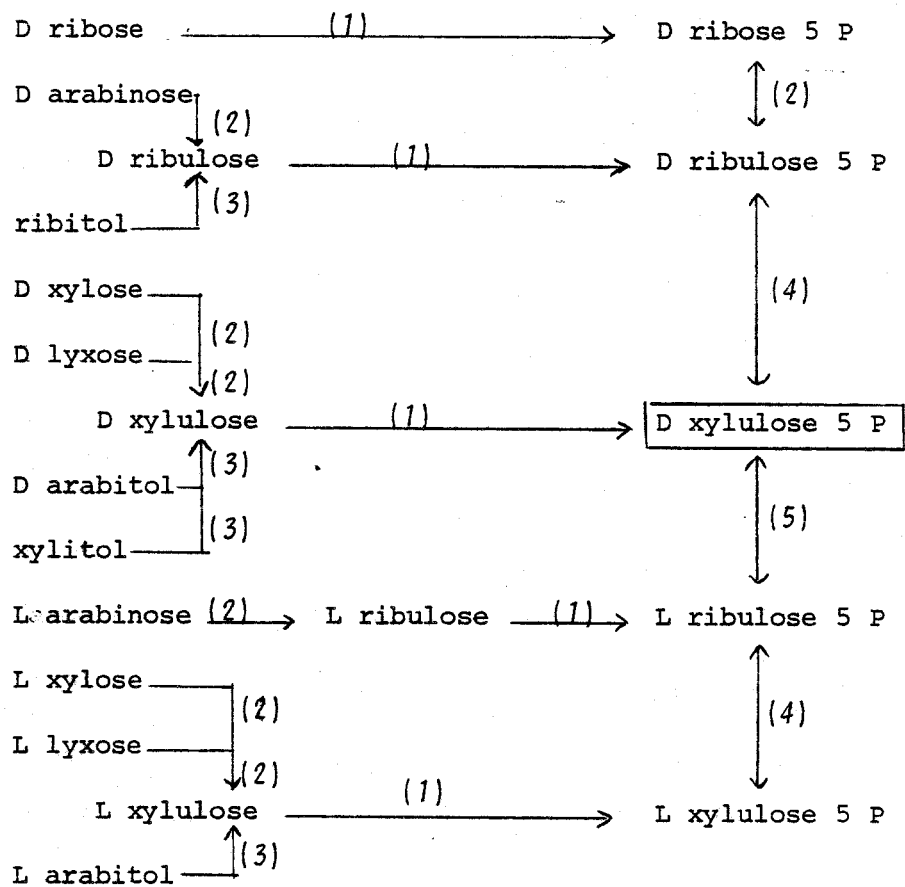 D ribose (1) D ribose 5 P
(2)
D arabinose
(2)
D ribulose (1) D ribulose 5 P
(3)
ribitol
D xylose (4)
(2)
D lyxose
(2)
D xylulose (1) D xylulose 5 P
(3)
D arabitol
(3) (5)
xylitol
L arabinose (2) L ribulose (1) L ribulose 5 P
L xylose
(2) (4)
L lyxose
(2)
L xylulose (1) L xylulose 5 P
(3)
L arabitol